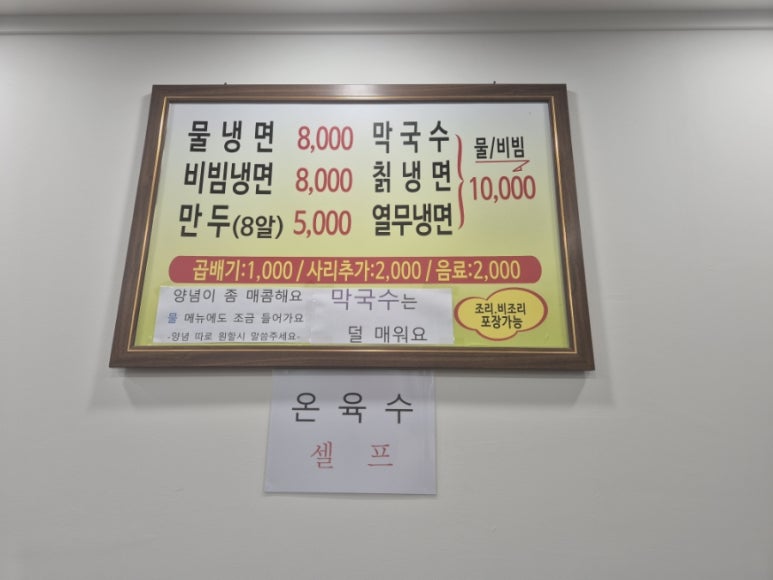 물냉면 8,000 막국수 물/비빔
비빔냉면 8,000 칡냉면 10,000
만두(8알) 5,000 열무냉면
곱배기:1,000 / 사리추가:2,000 / 음료:2,000
양념이 좀 매콤해요
물 메뉴에도 조금 들어가요
-양념 따로 원할시 말씀주세요-
막국수는
덜 매워요
조리,비조리
포장가능
온육수
셀프